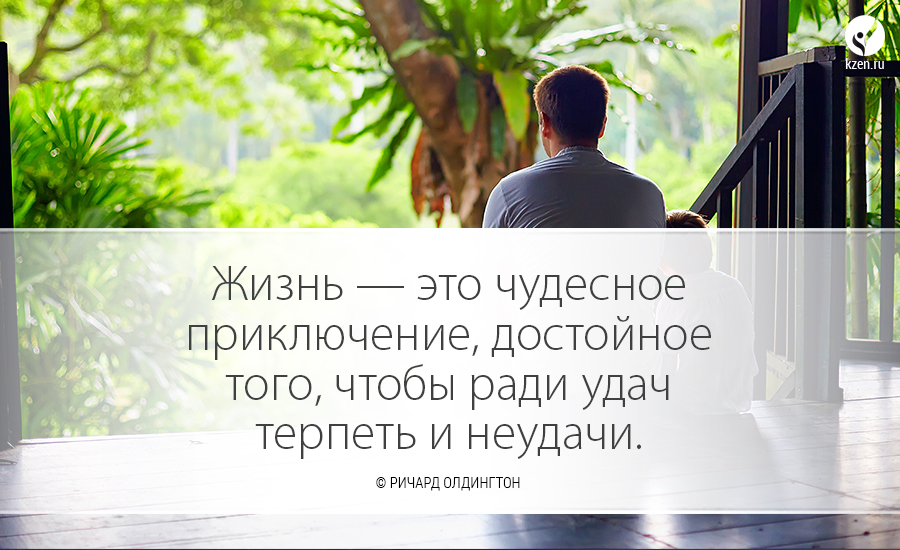 kzen.ru
Жизнь — это чудесное
приключение, достойное
того, чтобы ради удач
терпеть и неудачи.
© РИЧАРД ОЛДИНГТОН